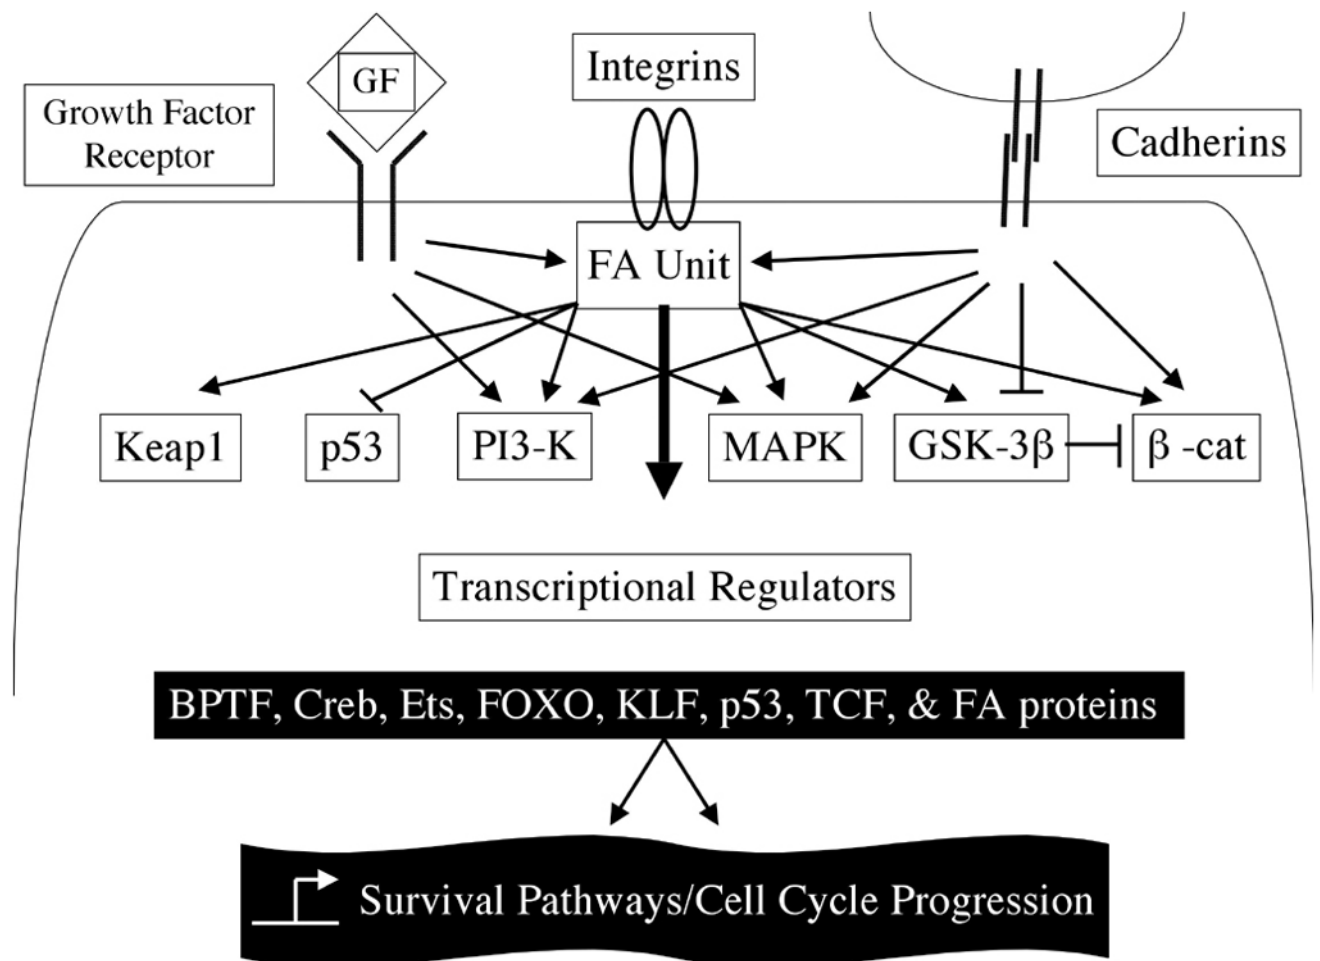 GF
Integrins
Growth Factor
Receptor
Cadherins
FA Unit
Keap1
p53
PI3-K
MAPK
GSK-3β
β -cat
Transcriptional Regulators
BPTF, Creb, Ets, FOXO, KLF, p53, TCF, & FA proteins
Survival Pathways/Cell Cycle Progression